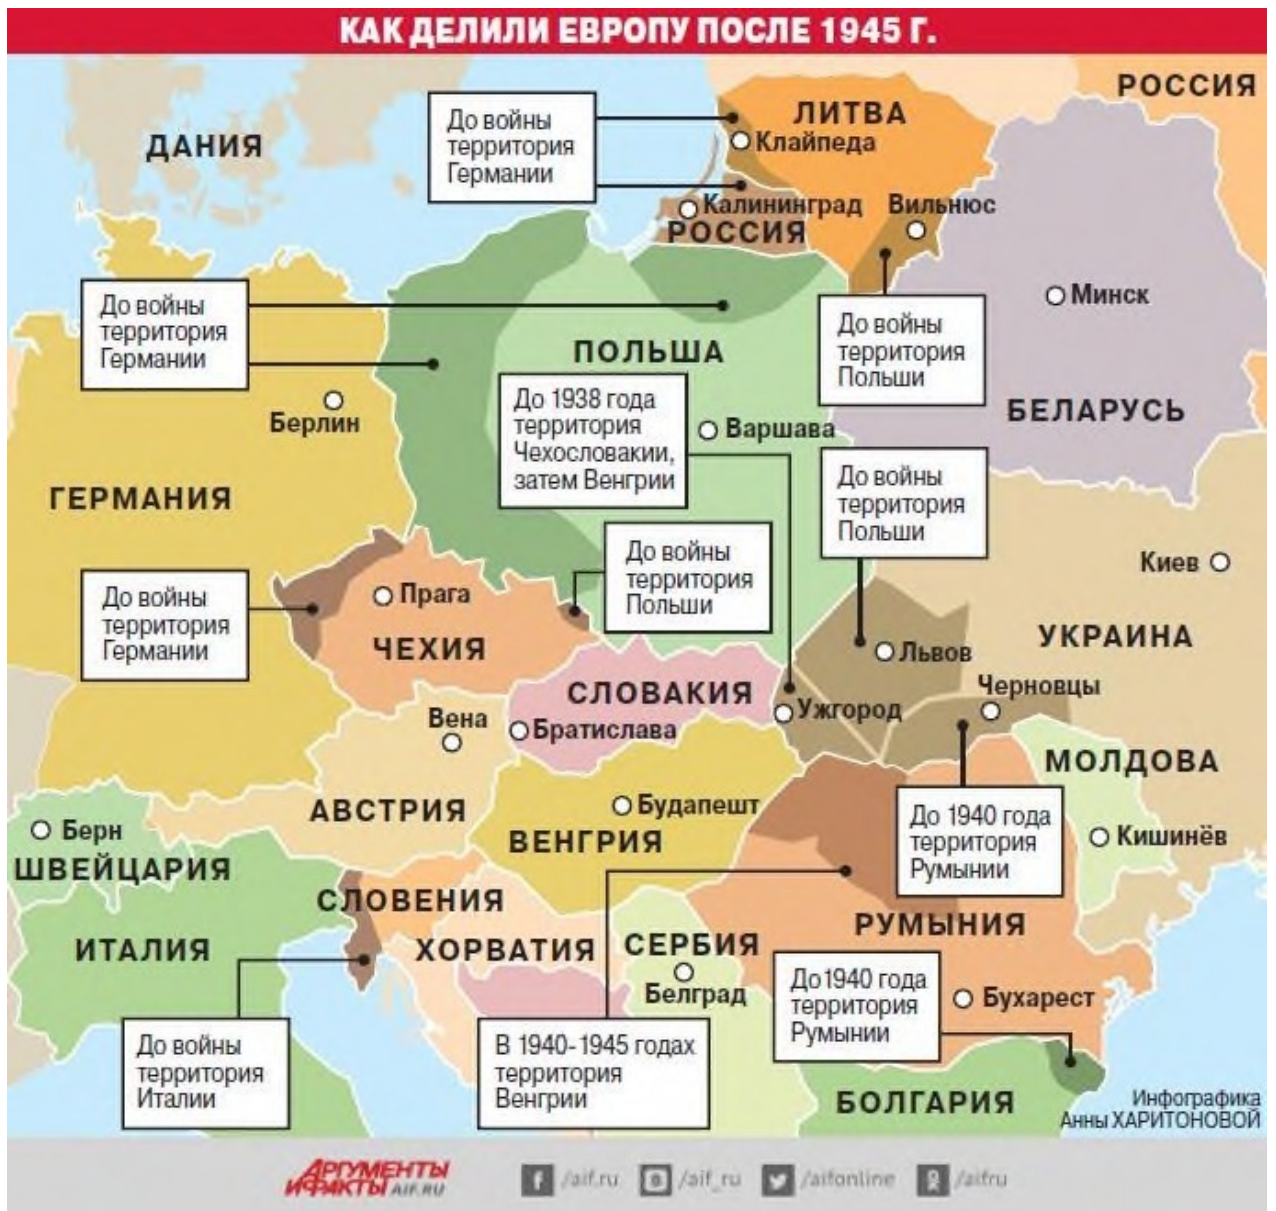 КАК ДЕЛИЛИ ЕВРОПУ ПОСЛЕ 1945 Г.
РОССИЯ
ДАНИЯ
До войны
территория
Германии
ЛИТВА
Клайпеда
Калининград
РОССИЯ
Вильнюс
До войны
территория
Германии
Минск
До войны
территория
Польши
ПОЛЬША
Берлин
До 1938 года
территория
Чехословакии,
затем Венгрии
Варшава
БЕЛАРУСЬ
ГЕРМАНИЯ
До войны
территория
Польши
До войны
территория
Польши
Киев
До войны
территория
Германии
Прага
ЧЕХИЯ
УКРАИНА
Львов
СЛОВАКИЯ
Черновцы
Ужгород
Вена
Братислава
МОЛДОВА
АВСТРИЯ
Будапешт
ВЕНГРИЯ
До 1940 года
территория
Румынии
Кишинёв
Берн
ШВЕЙЦАРИЯ
СЛОВЕНИЯ
РУМЫНИЯ
ИТАЛИЯ
ХОРВАТИЯ
СЕРБИЯ
Белград
До 1940 года
территория
Румынии
Бухарест
До войны
территория
Италии
В 1940-1945 годах
территория
Венгрии
БОЛГАРИЯ
Инфографика
Анны ХАРИТОНОВОЙ
АРГУМЕНТЫ
И ФАКТЫ AIF.RU
/aif.ru
/aif_ru
/aifonline
/aifru